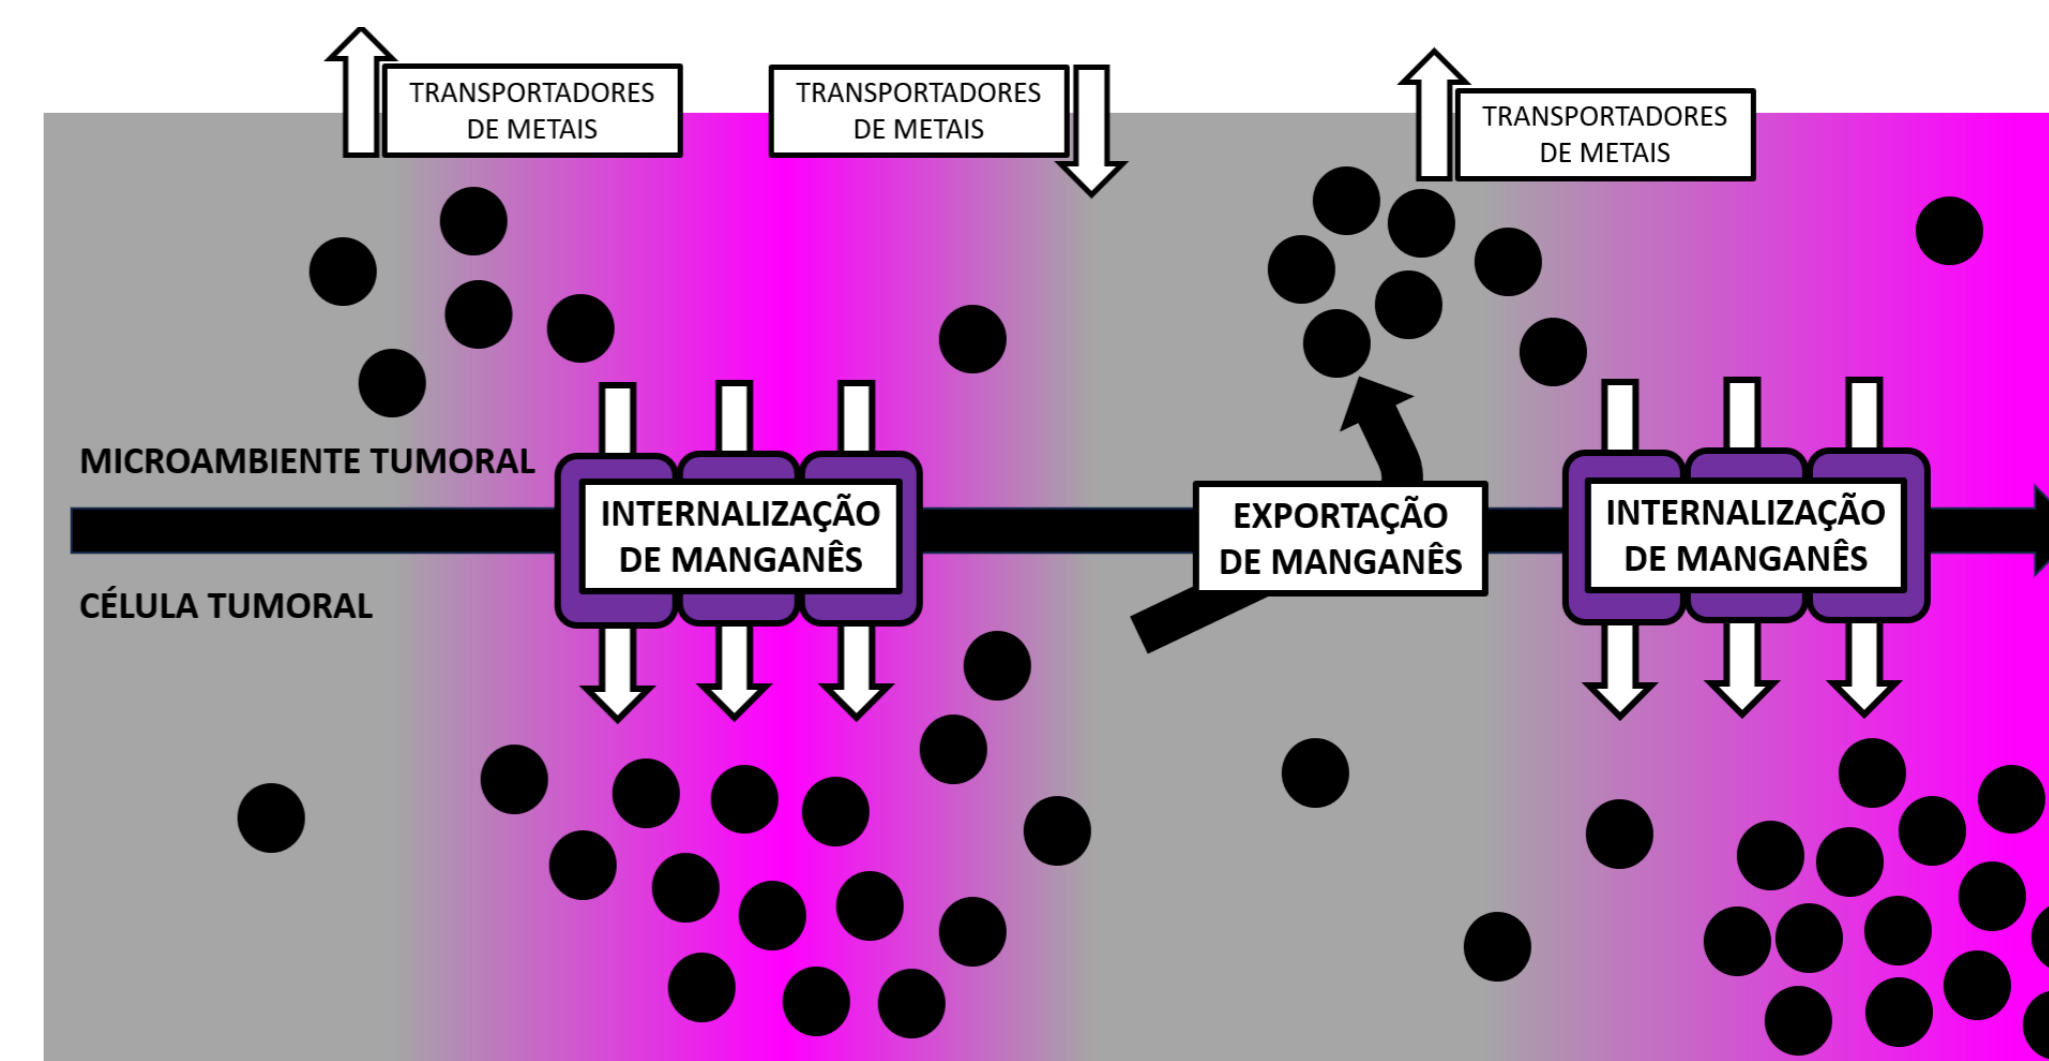 TRANSPORTADORES
DE METAIS
TRANSPORTADORES
DE METAIS
TRANSPORTADORES
DE METAIS
MICROAMBIENTE TUMORAL
CÉLULA TUMORAL
INTERNALIZAÇÃO
DE MANGANÊS
EXPORTAÇÃO
DE MANGANÊS
INTERNALIZAÇÃO
DE MANGANÊS